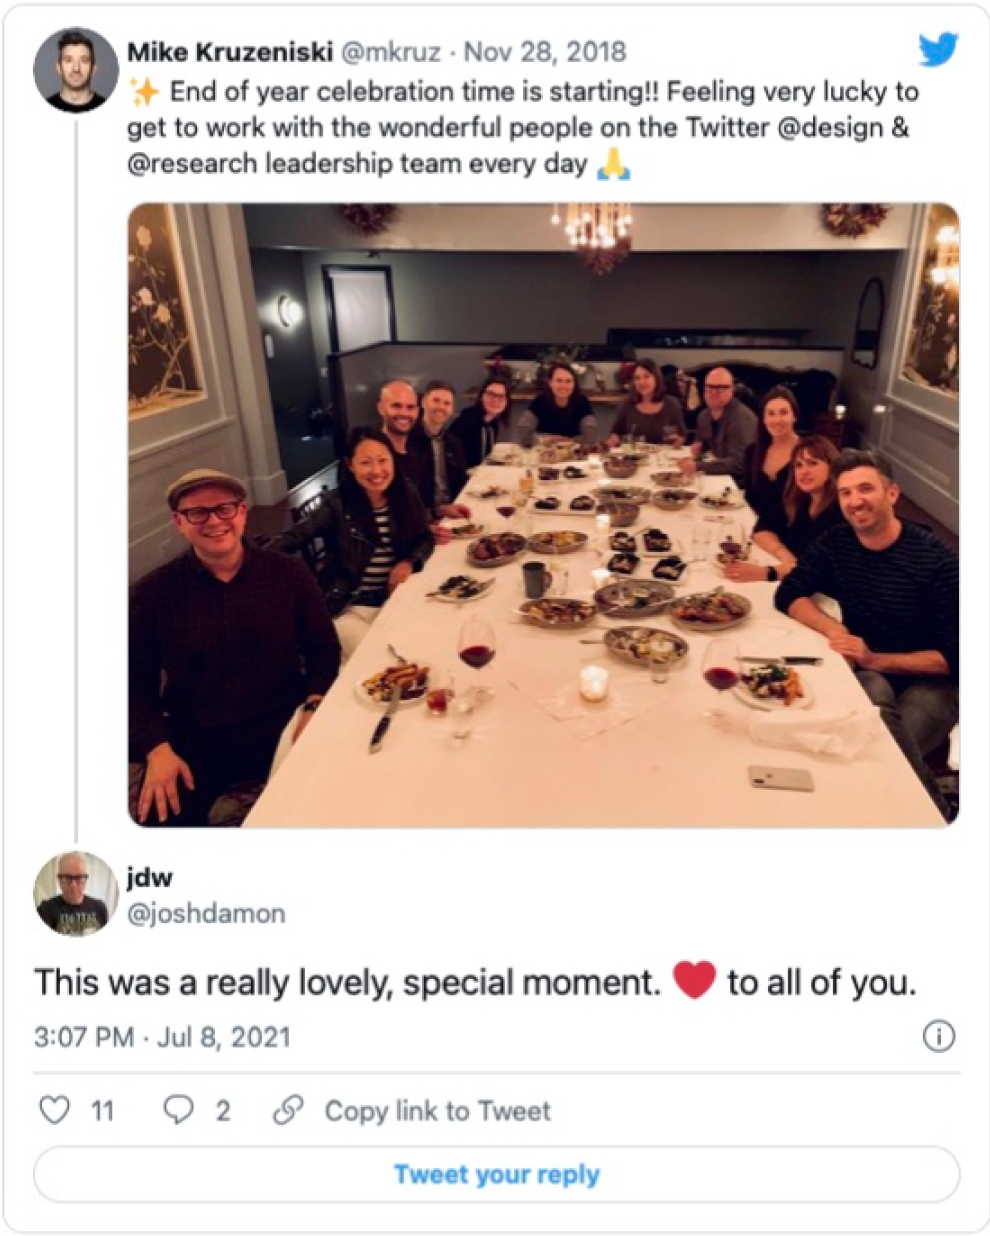 Mike Kruzeniski @mkruz · Nov 28, 2018
✨ End of year celebration time is starting!! Feeling very lucky to
get to work with the wonderful people on the Twitter @design &
@research leadership team every day 🙏
jdw
@joshdamon
This was a really lovely, special moment. ❤️ to all of you.
3:07 PM · Jul 8, 2021
11 2 Copy link to Tweet
Tweet your reply